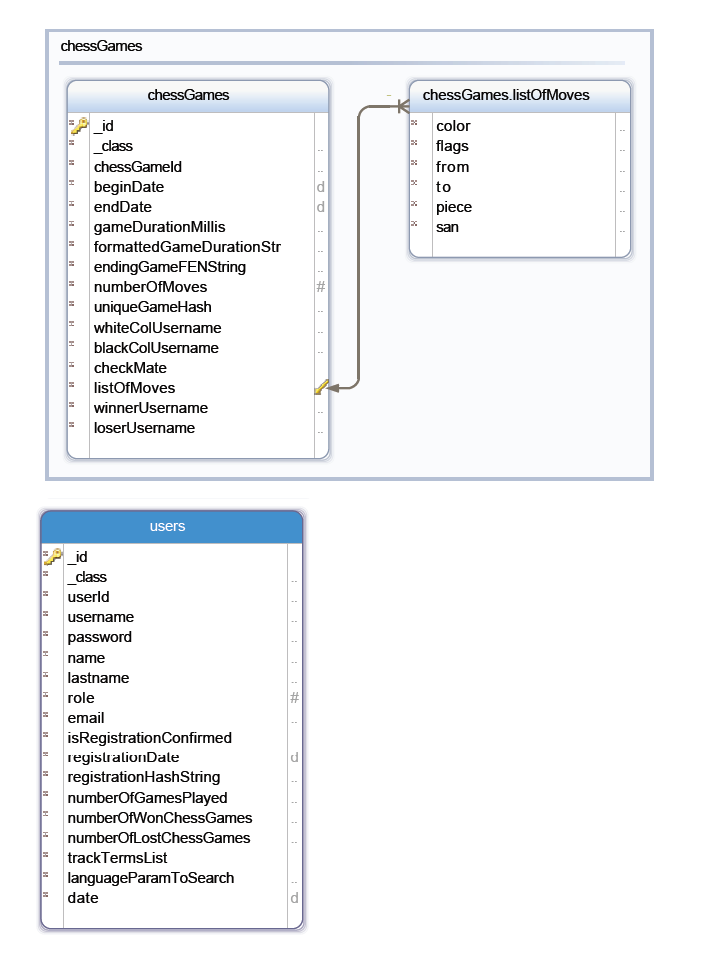 chessGames
chessGames
_id
_class
..
chessGameId
..
beginDate
d
endDate
d
gameDurationMillis
..
formattedGameDurationStr
..
endingGameFENString
..
numberOfMoves
#
uniqueGameHash
..
whiteColUsername
..
blackColUsername
..
checkMate
listOfMoves
winnerUsername
..
loserUsername
..
chessGames.listOfMoves
color
..
flags
..
from
..
to
..
piece
..
san
..
users
_id
_class
..
userId
..
username
..
password
..
name
..
lastname
..
role
#
email
..
isRegistrationConfirmed
registrationDate
d
registrationHashString
..
numberOfGamesPlayed
..
numberOfWonChessGames
..
numberOfLostChessGames
..
trackTermsList
languageParamToSearch
..
date
d